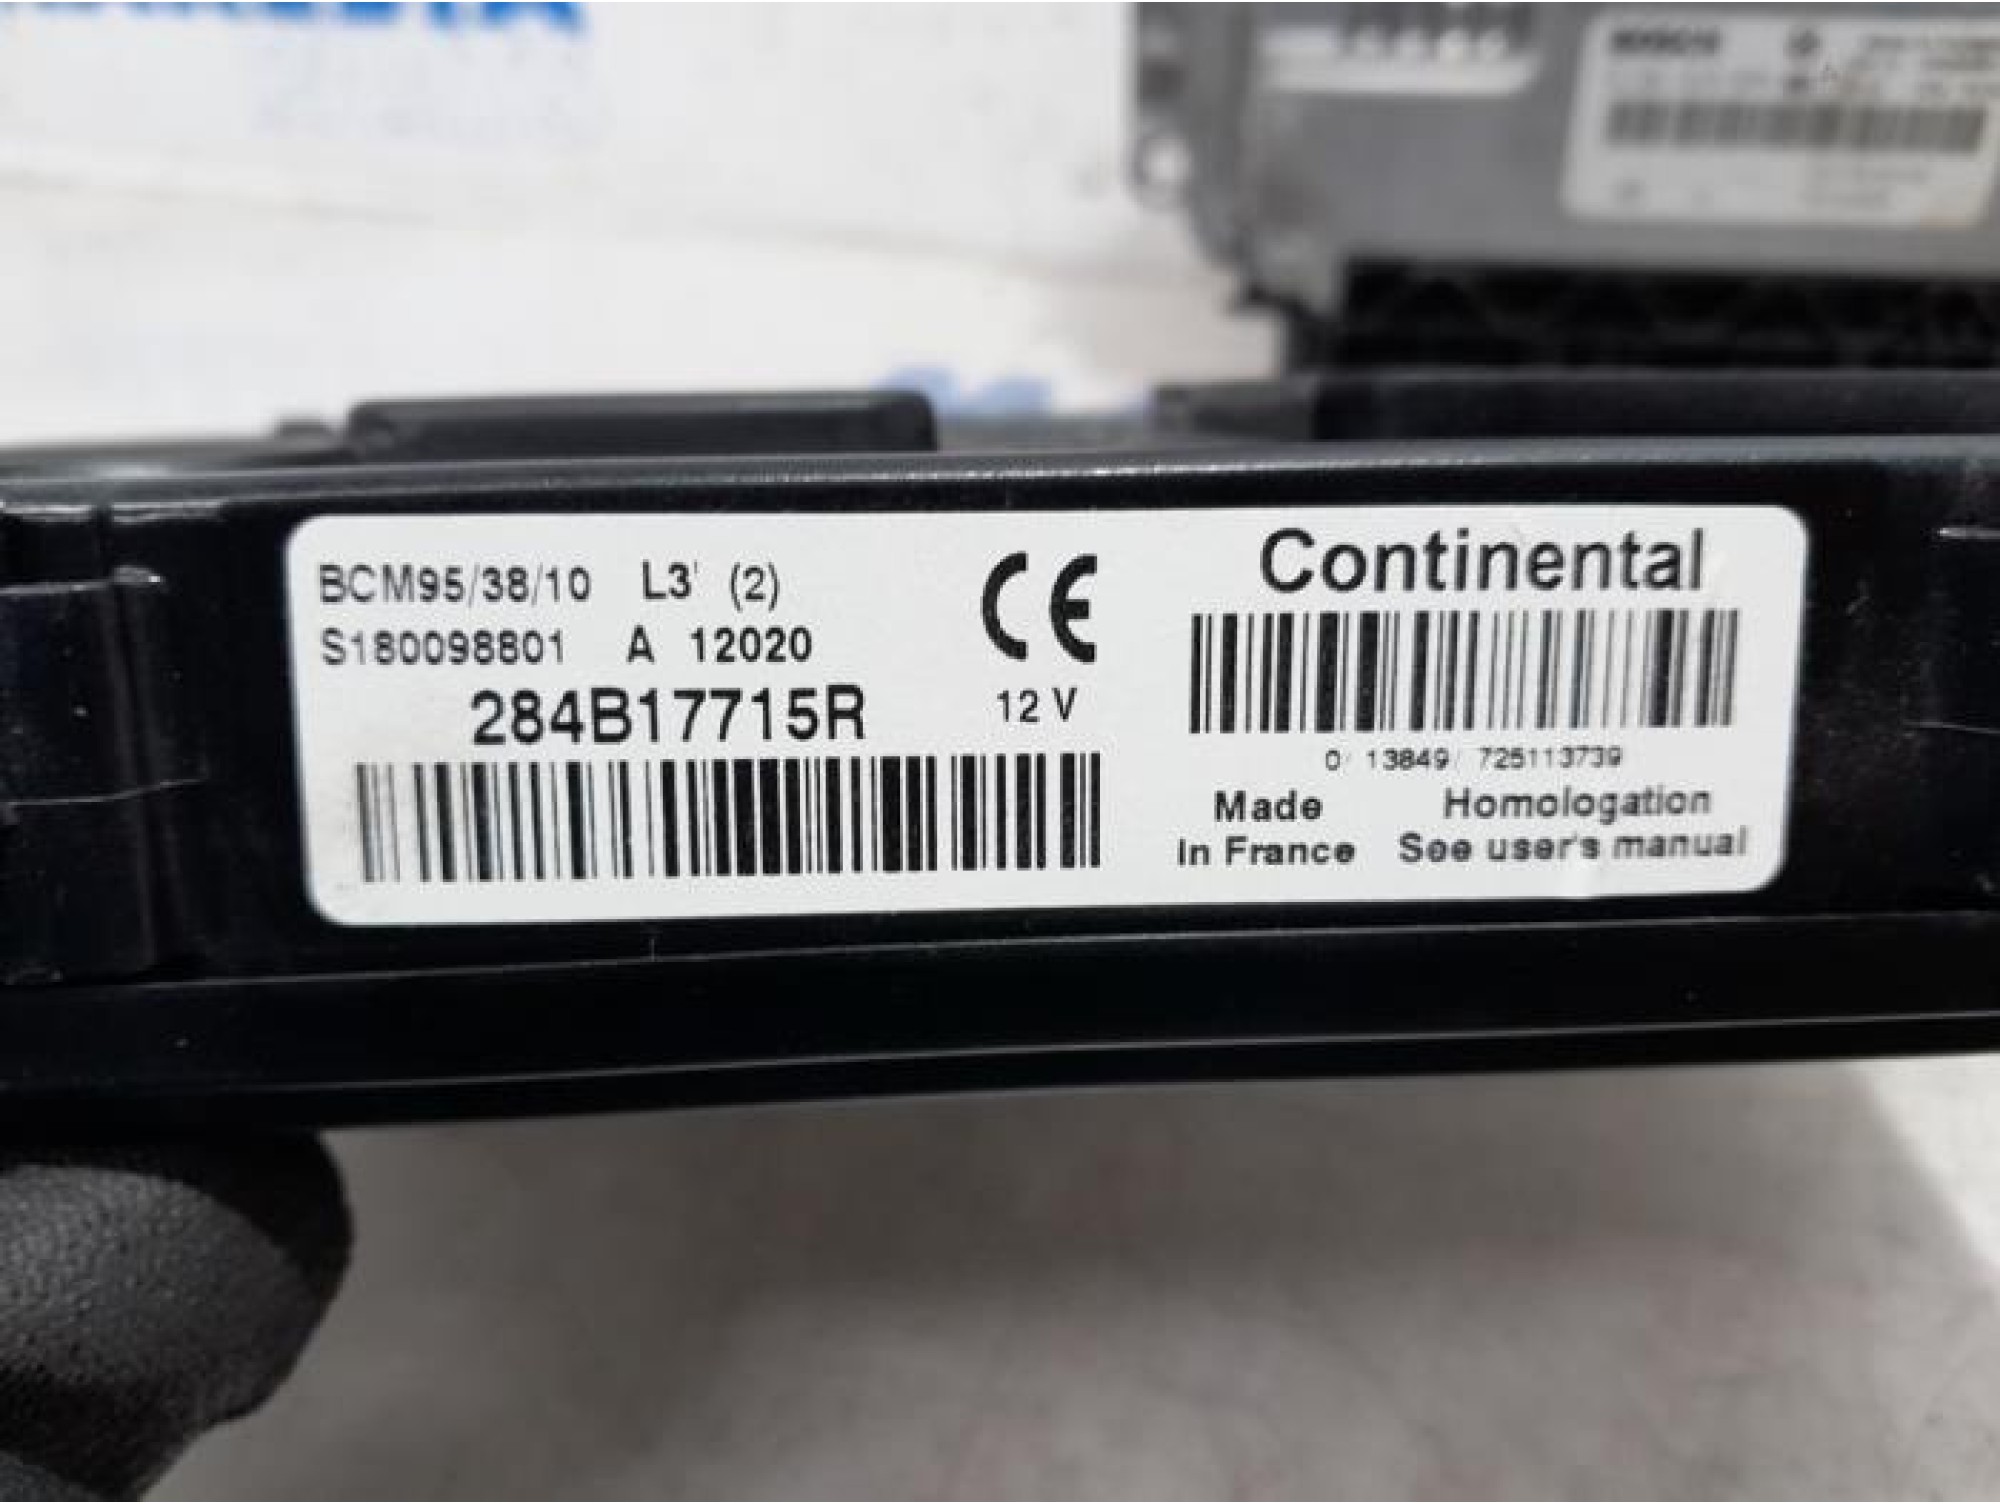 BOSCH
BCM95/38/10 L3' (2)
S180098801 A 12020
284B17715R
12 V
Continental
0/ 13849/ 725113739
Made
In France
Homologation
See user's manual